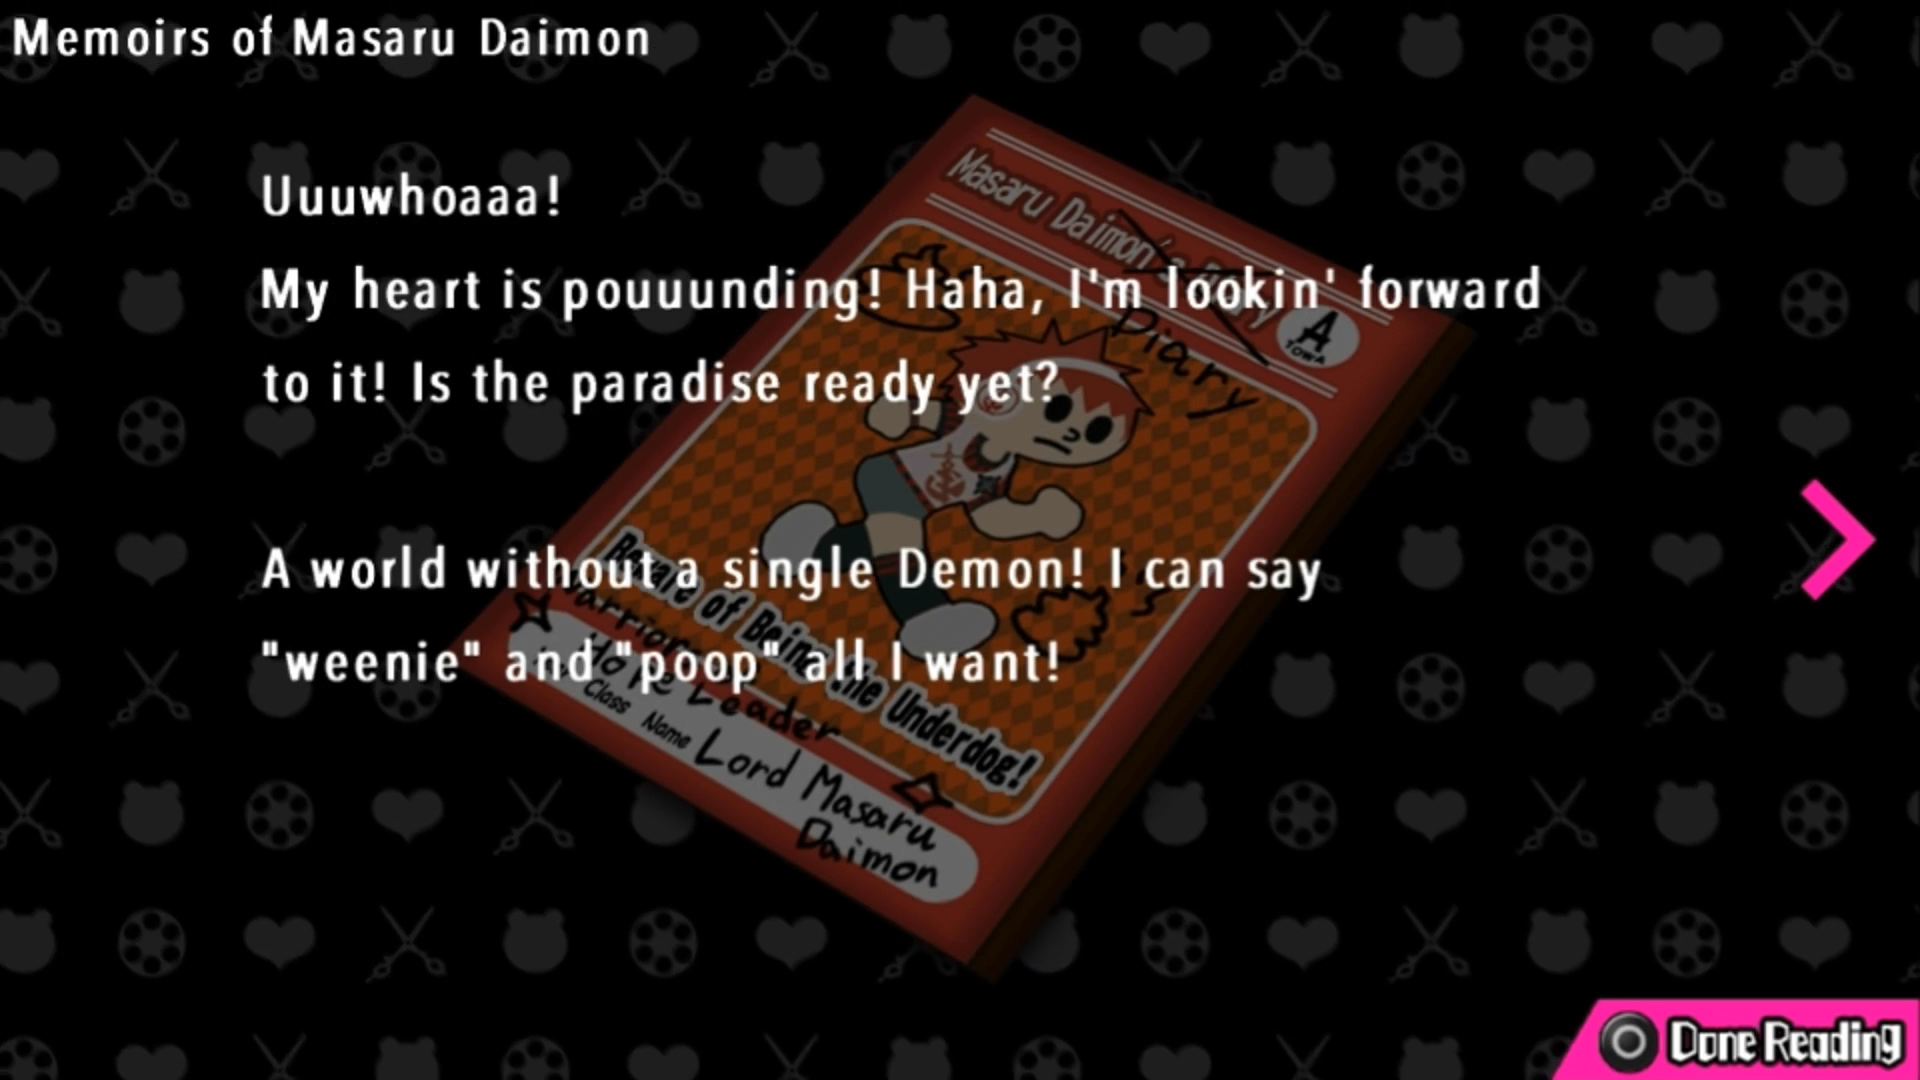 Memoirs of Masaru Daimon
Uuuwhoaaa!
My heart is pouuunding! Haha, I'm lookin' forward
to it! Is the paradise ready yet?
A world without a single Demon! I can say
"weenie" and "poop" all I want!
Masaru Daimon's
Diary
A
TOWA
Beware of Being the Underdog!
Leader
Class Name Lord Masaru
Daimon
Done Reading